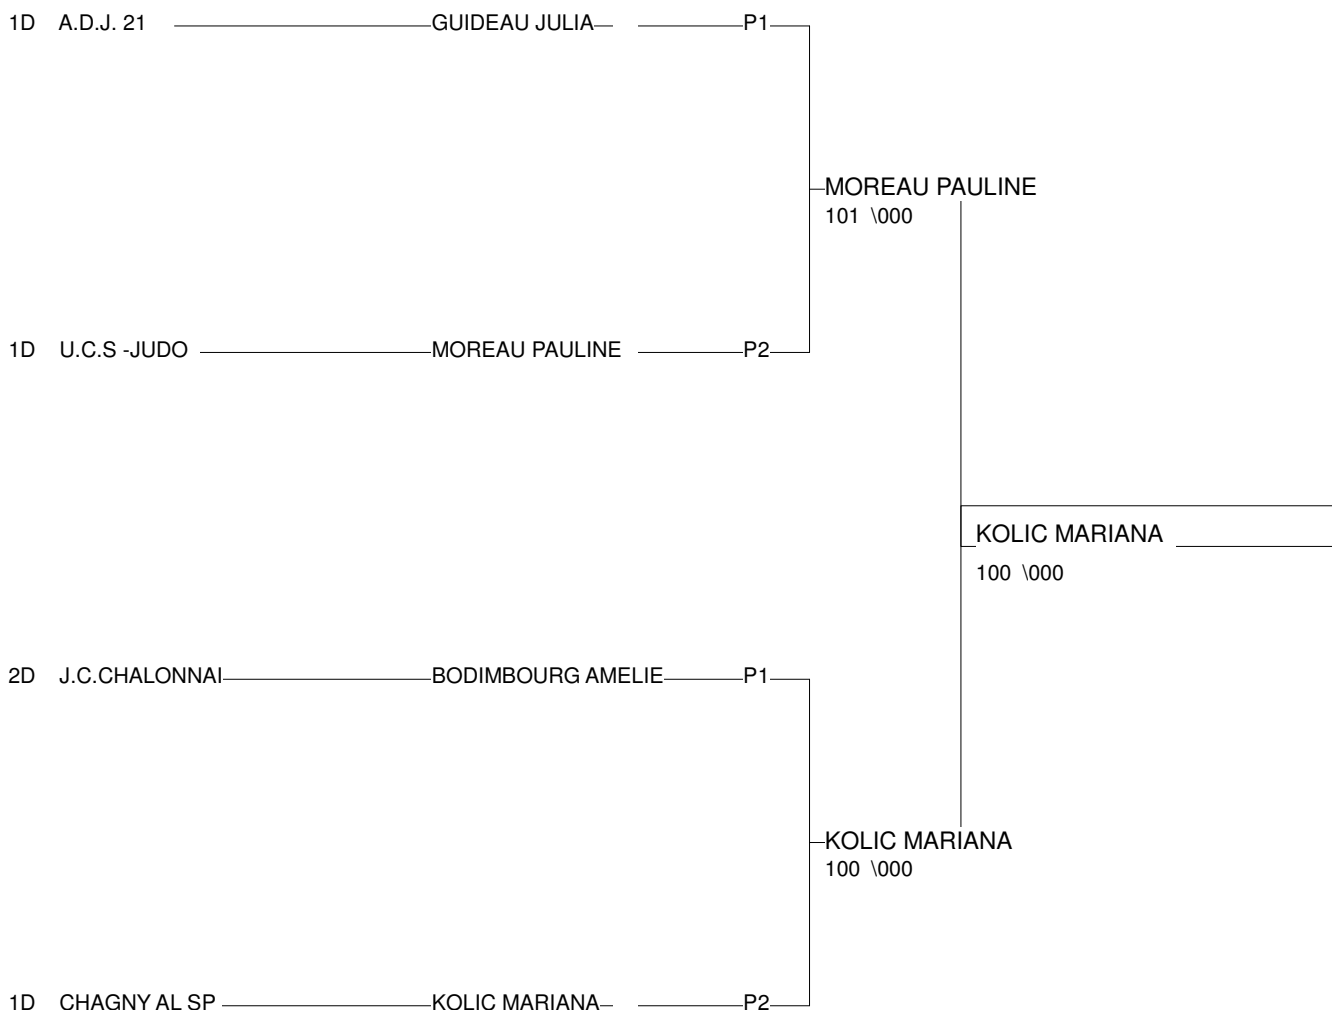 1D A.D.J. 21 GUIDEAU JULIA P1
MOREAU PAULINE
101 \000
1D U.C.S -JUDO MOREAU PAULINE P2
KOLIC MARIANA
100 \000
2D J.C.CHALONNAI BODIMBOURG AMELIE P1
KOLIC MARIANA
100 \000
1D CHAGNY AL SP KOLIC MARIANA P2